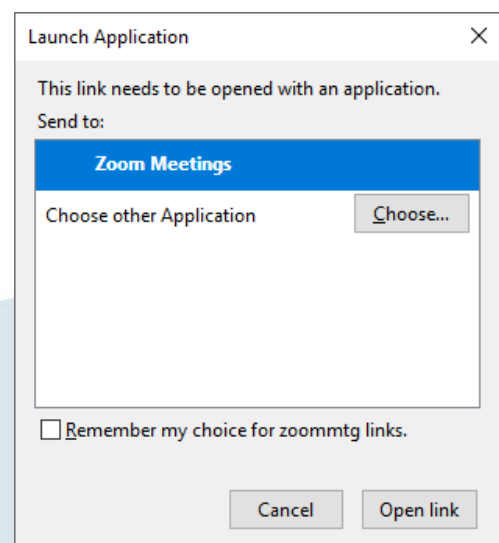 Launch Application
This link needs to be opened with an application.
Send to:
Zoom Meetings
Choose other Application
Choose...
Remember my choice for zoommtg links.
Cancel
Open link